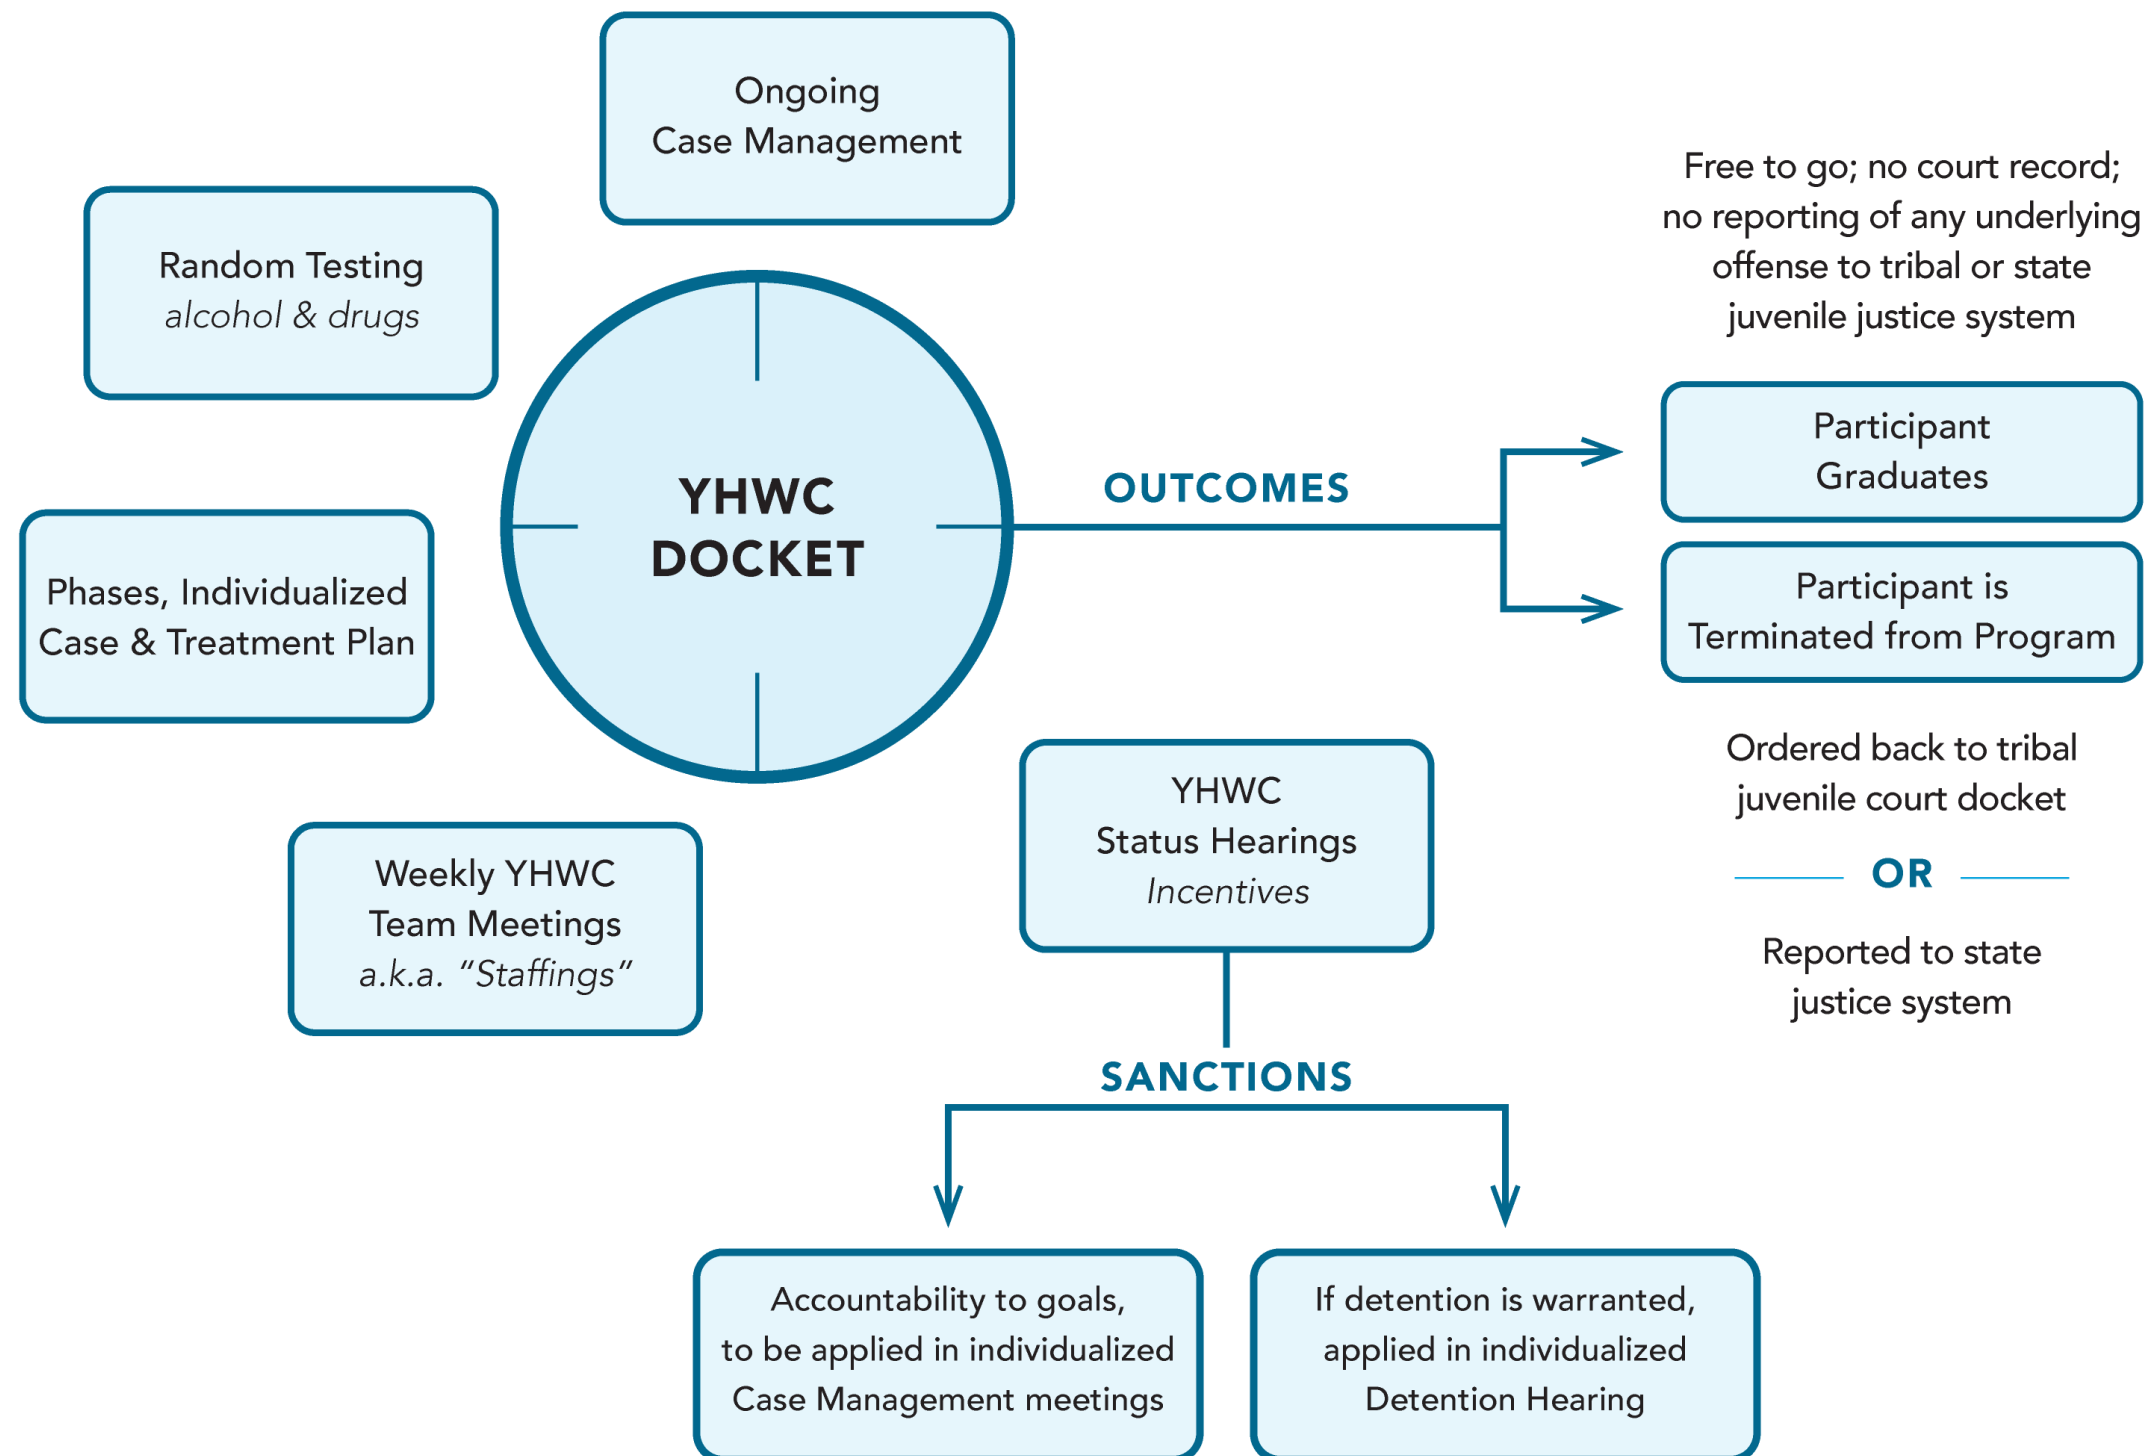 Ongoing
Case Management
Random Testing
alcohol & drugs
Phases, Individualized
Case & Treatment Plan
Weekly YHWC
Team Meetings
a.k.a. “Staffings”
YHWC
DOCKET
OUTCOMES
Free to go; no court record;
no reporting of any underlying
offense to tribal or state
juvenile justice system
Participant
Graduates
Participant is
Terminated from Program
Ordered back to tribal
juvenile court docket
OR
Reported to state
justice system
YHWC
Status Hearings
Incentives
SANCTIONS
Accountability to goals,
to be applied in individualized
Case Management meetings
If detention is warranted,
applied in individualized
Detention Hearing